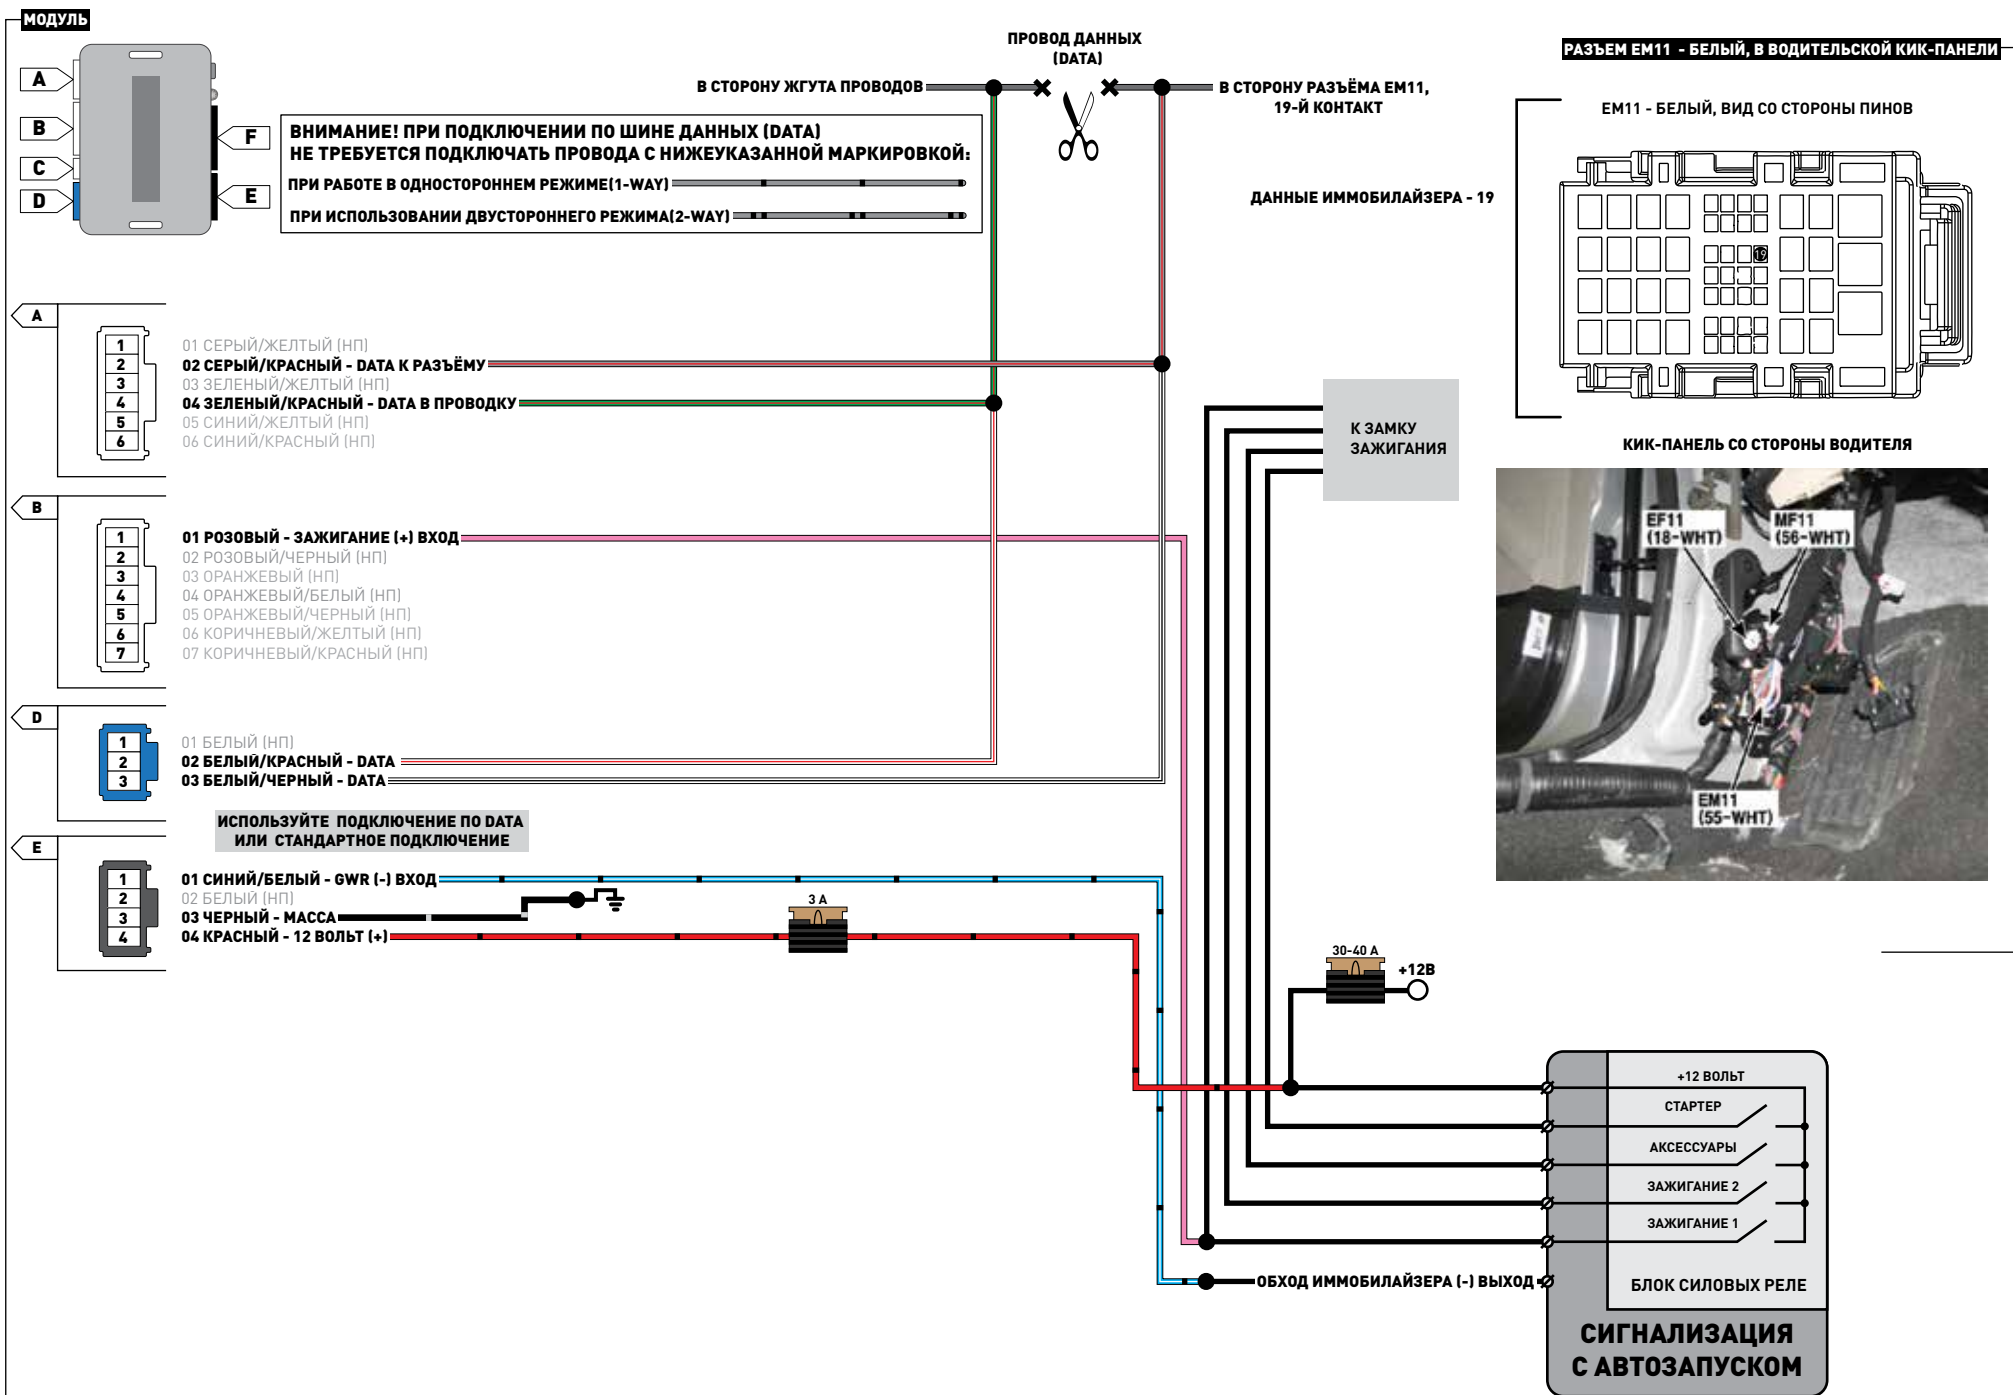 МОДУЛЬ
A
B
C
D
F
E
ВНИМАНИЕ! ПРИ ПОДКЛЮЧЕНИИ ПО ШИНЕ ДАННЫХ (DATA)
НЕ ТРЕБУЕТСЯ ПОДКЛЮЧАТЬ ПРОВОДА С НИЖЕУКАЗАННОЙ МАРКИРОВКОЙ:
ПРИ РАБОТЕ В ОДНОСТОРОННЕМ РЕЖИМЕ(1-WAY)
ПРИ ИСПОЛЬЗОВАНИИ ДВУСТОРОННЕГО РЕЖИМА(2-WAY)
ПРОВОД ДАННЫХ
(DATA)
В СТОРОНУ ЖГУТА ПРОВОДОВ
В СТОРОНУ РАЗЪЁМА EM11,
19-Й КОНТАКТ
ДАННЫЕ ИММОБИЛАЙЗЕРА - 19
РАЗЪЕМ EM11 - БЕЛЫЙ, В ВОДИТЕЛЬСКОЙ КИК-ПАНЕЛИ
EM11 - БЕЛЫЙ, ВИД СО СТОРОНЫ ПИНОВ
19
КИК-ПАНЕЛЬ СО СТОРОНЫ ВОДИТЕЛЯ
EF11
(18-WHT)
MF11
(56-WHT)
EM11
(55-WHT)
A
1
2
3
4
5
6
01 СЕРЫЙ/ЖЕЛТЫЙ (НП)
02 СЕРЫЙ/КРАСНЫЙ - DATA К РАЗЪЁМУ
03 ЗЕЛЕНЫЙ/ЖЕЛТЫЙ (НП)
04 ЗЕЛЕНЫЙ/КРАСНЫЙ - DATA В ПРОВОДКУ
05 СИНИЙ/ЖЕЛТЫЙ (НП)
06 СИНИЙ/КРАСНЫЙ (НП)
B
1
2
3
4
5
6
7
01 РОЗОВЫЙ - ЗАЖИГАНИЕ (+) ВХОД
02 РОЗОВЫЙ/ЧЕРНЫЙ (НП)
03 ОРАНЖЕВЫЙ (НП)
04 ОРАНЖЕВЫЙ/БЕЛЫЙ (НП)
05 ОРАНЖЕВЫЙ/ЧЕРНЫЙ (НП)
06 КОРИЧНЕВЫЙ/ЖЕЛТЫЙ (НП)
07 КОРИЧНЕВЫЙ/КРАСНЫЙ (НП)
D
1
2
3
01 БЕЛЫЙ (НП)
02 БЕЛЫЙ/КРАСНЫЙ - DATA
03 БЕЛЫЙ/ЧЕРНЫЙ - DATA
ИСПОЛЬЗУЙТЕ ПОДКЛЮЧЕНИЕ ПО DATA
ИЛИ СТАНДАРТНОЕ ПОДКЛЮЧЕНИЕ
E
1
2
3
4
01 СИНИЙ/БЕЛЫЙ - GWR (-) ВХОД
02 БЕЛЫЙ (НП)
03 ЧЕРНЫЙ - МАССА
04 КРАСНЫЙ - 12 ВОЛЬТ (+)
3 А
К ЗАМКУ
ЗАЖИГАНИЯ
30-40 А
+12В
+12 ВОЛЬТ
СТАРТЕР
АКСЕССУАРЫ
ЗАЖИГАНИЕ 2
ЗАЖИГАНИЕ 1
ОБХОД ИММОБИЛАЙЗЕРА (-) ВЫХОД
БЛОК СИЛОВЫХ РЕЛЕ
СИГНАЛИЗАЦИЯ
С АВТОЗАПУСКОМ